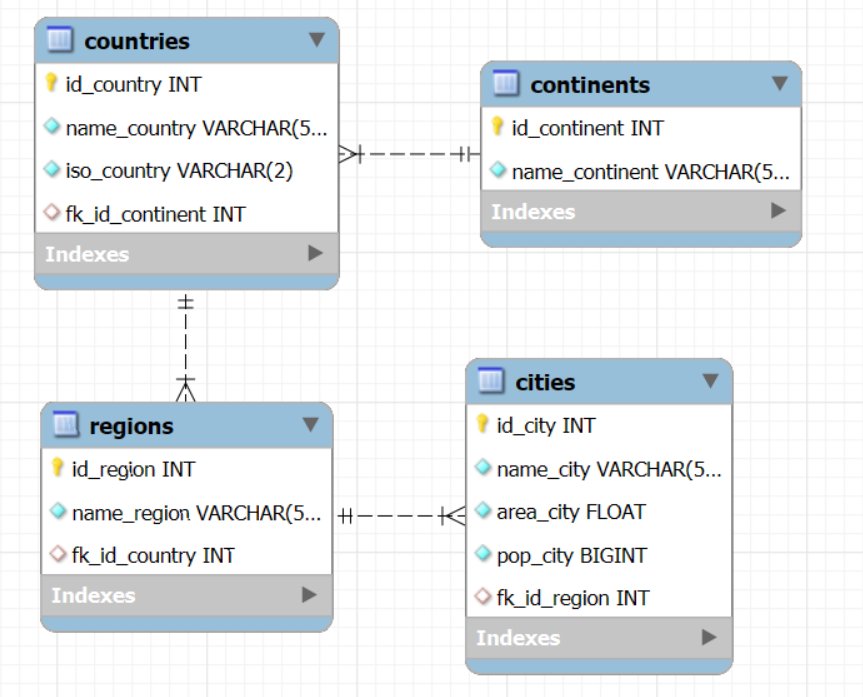 countries
id_country INT
name_country VARCHAR(5...
iso_country VARCHAR(2)
fk_id_continent INT
Indexes
continents
id_continent INT
name_continent VARCHAR(5...
Indexes
regions
id_region INT
name_region VARCHAR(5...
fk_id_country INT
Indexes
cities
id_city INT
name_city VARCHAR(5...
area_city FLOAT
pop_city BIGINT
fk_id_region INT
Indexes